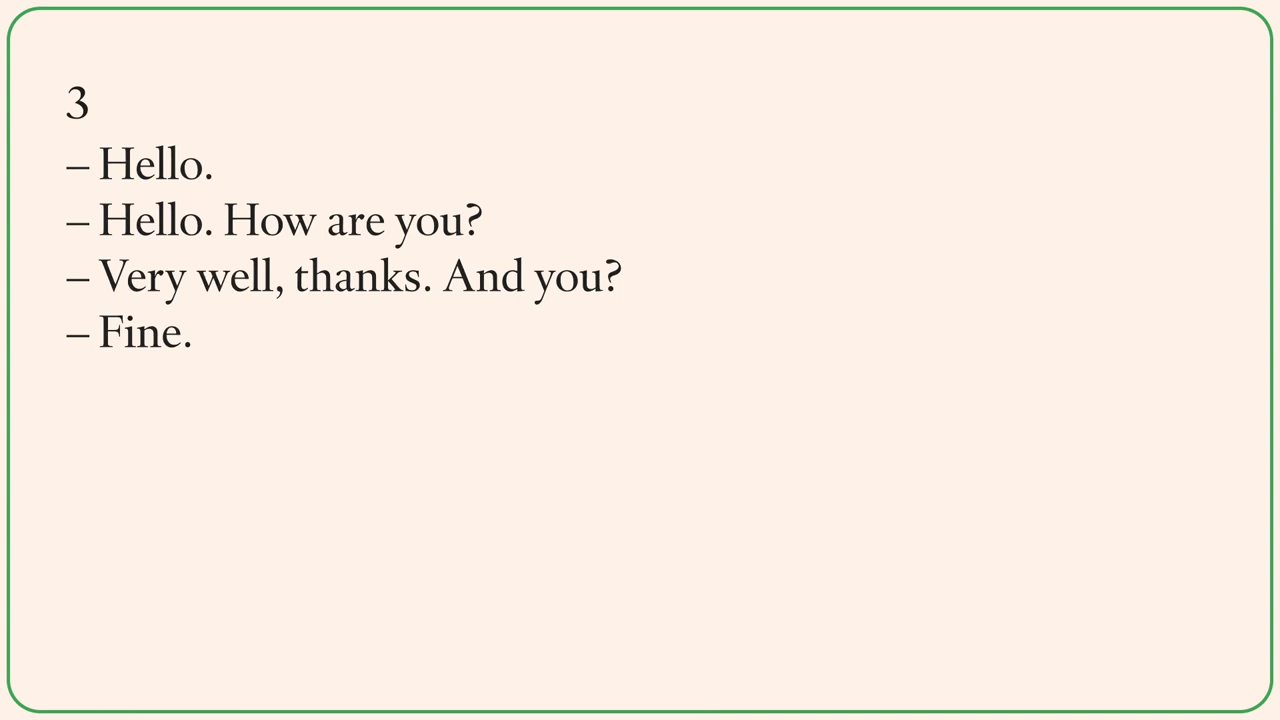 3
– Hello.
– Hello. How are you?
– Very well, thanks. And you?
– Fine.